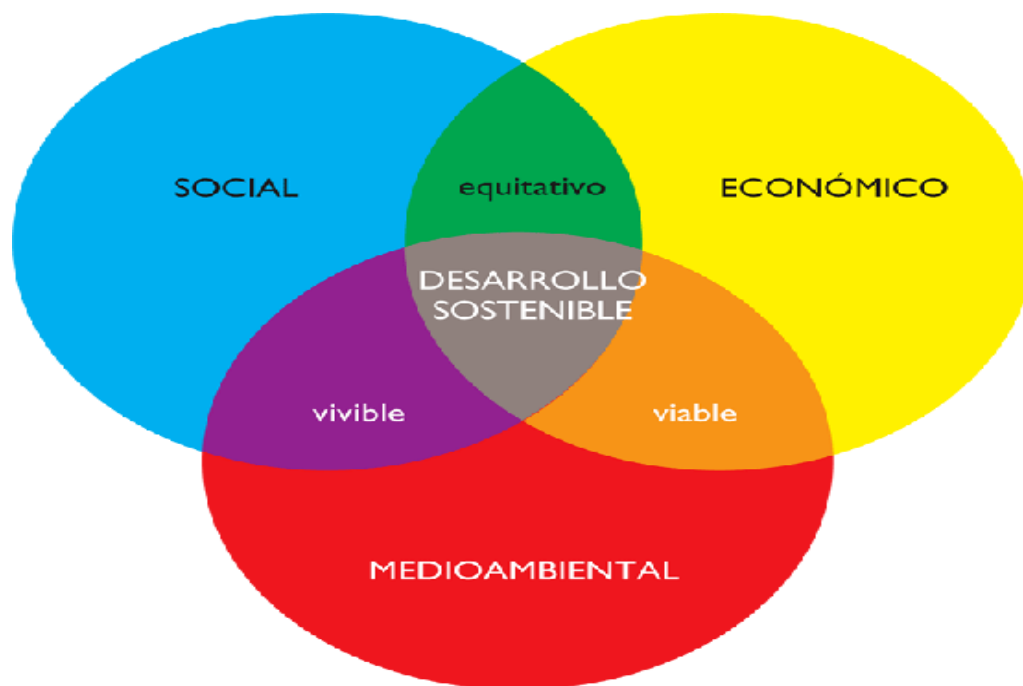 SOCIAL
equitativo
ECONÓMICO
DESARROLLO
SOSTENIBLE
vivible
viable
MEDIOAMBIENTAL